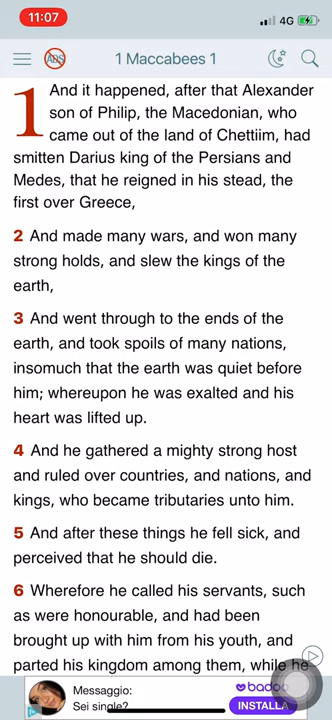 11:07
4G
ADS
1 Maccabees 1
1 And it happened, after that Alexander
son of Philip, the Macedonian, who
came out of the land of Chettiim, had
smitten Darius king of the Persians and
Medes, that he reigned in his stead, the
first over Greece,
2 And made many wars, and won many
strong holds, and slew the kings of the
earth,
3 And went through to the ends of the
earth, and took spoils of many nations,
insomuch that the earth was quiet before
him; whereupon he was exalted and his
heart was lifted up.
4 And he gathered a mighty strong host
and ruled over countries, and nations, and
kings, who became tributaries unto him.
5 And after these things he fell sick, and
perceived that he should die.
6 Wherefore he called his servants, such
as were honourable, and had been
brought up with him from his youth, and
parted his kingdom among them, while he
Messaggio:
Sei single?
badoo
INSTALLA